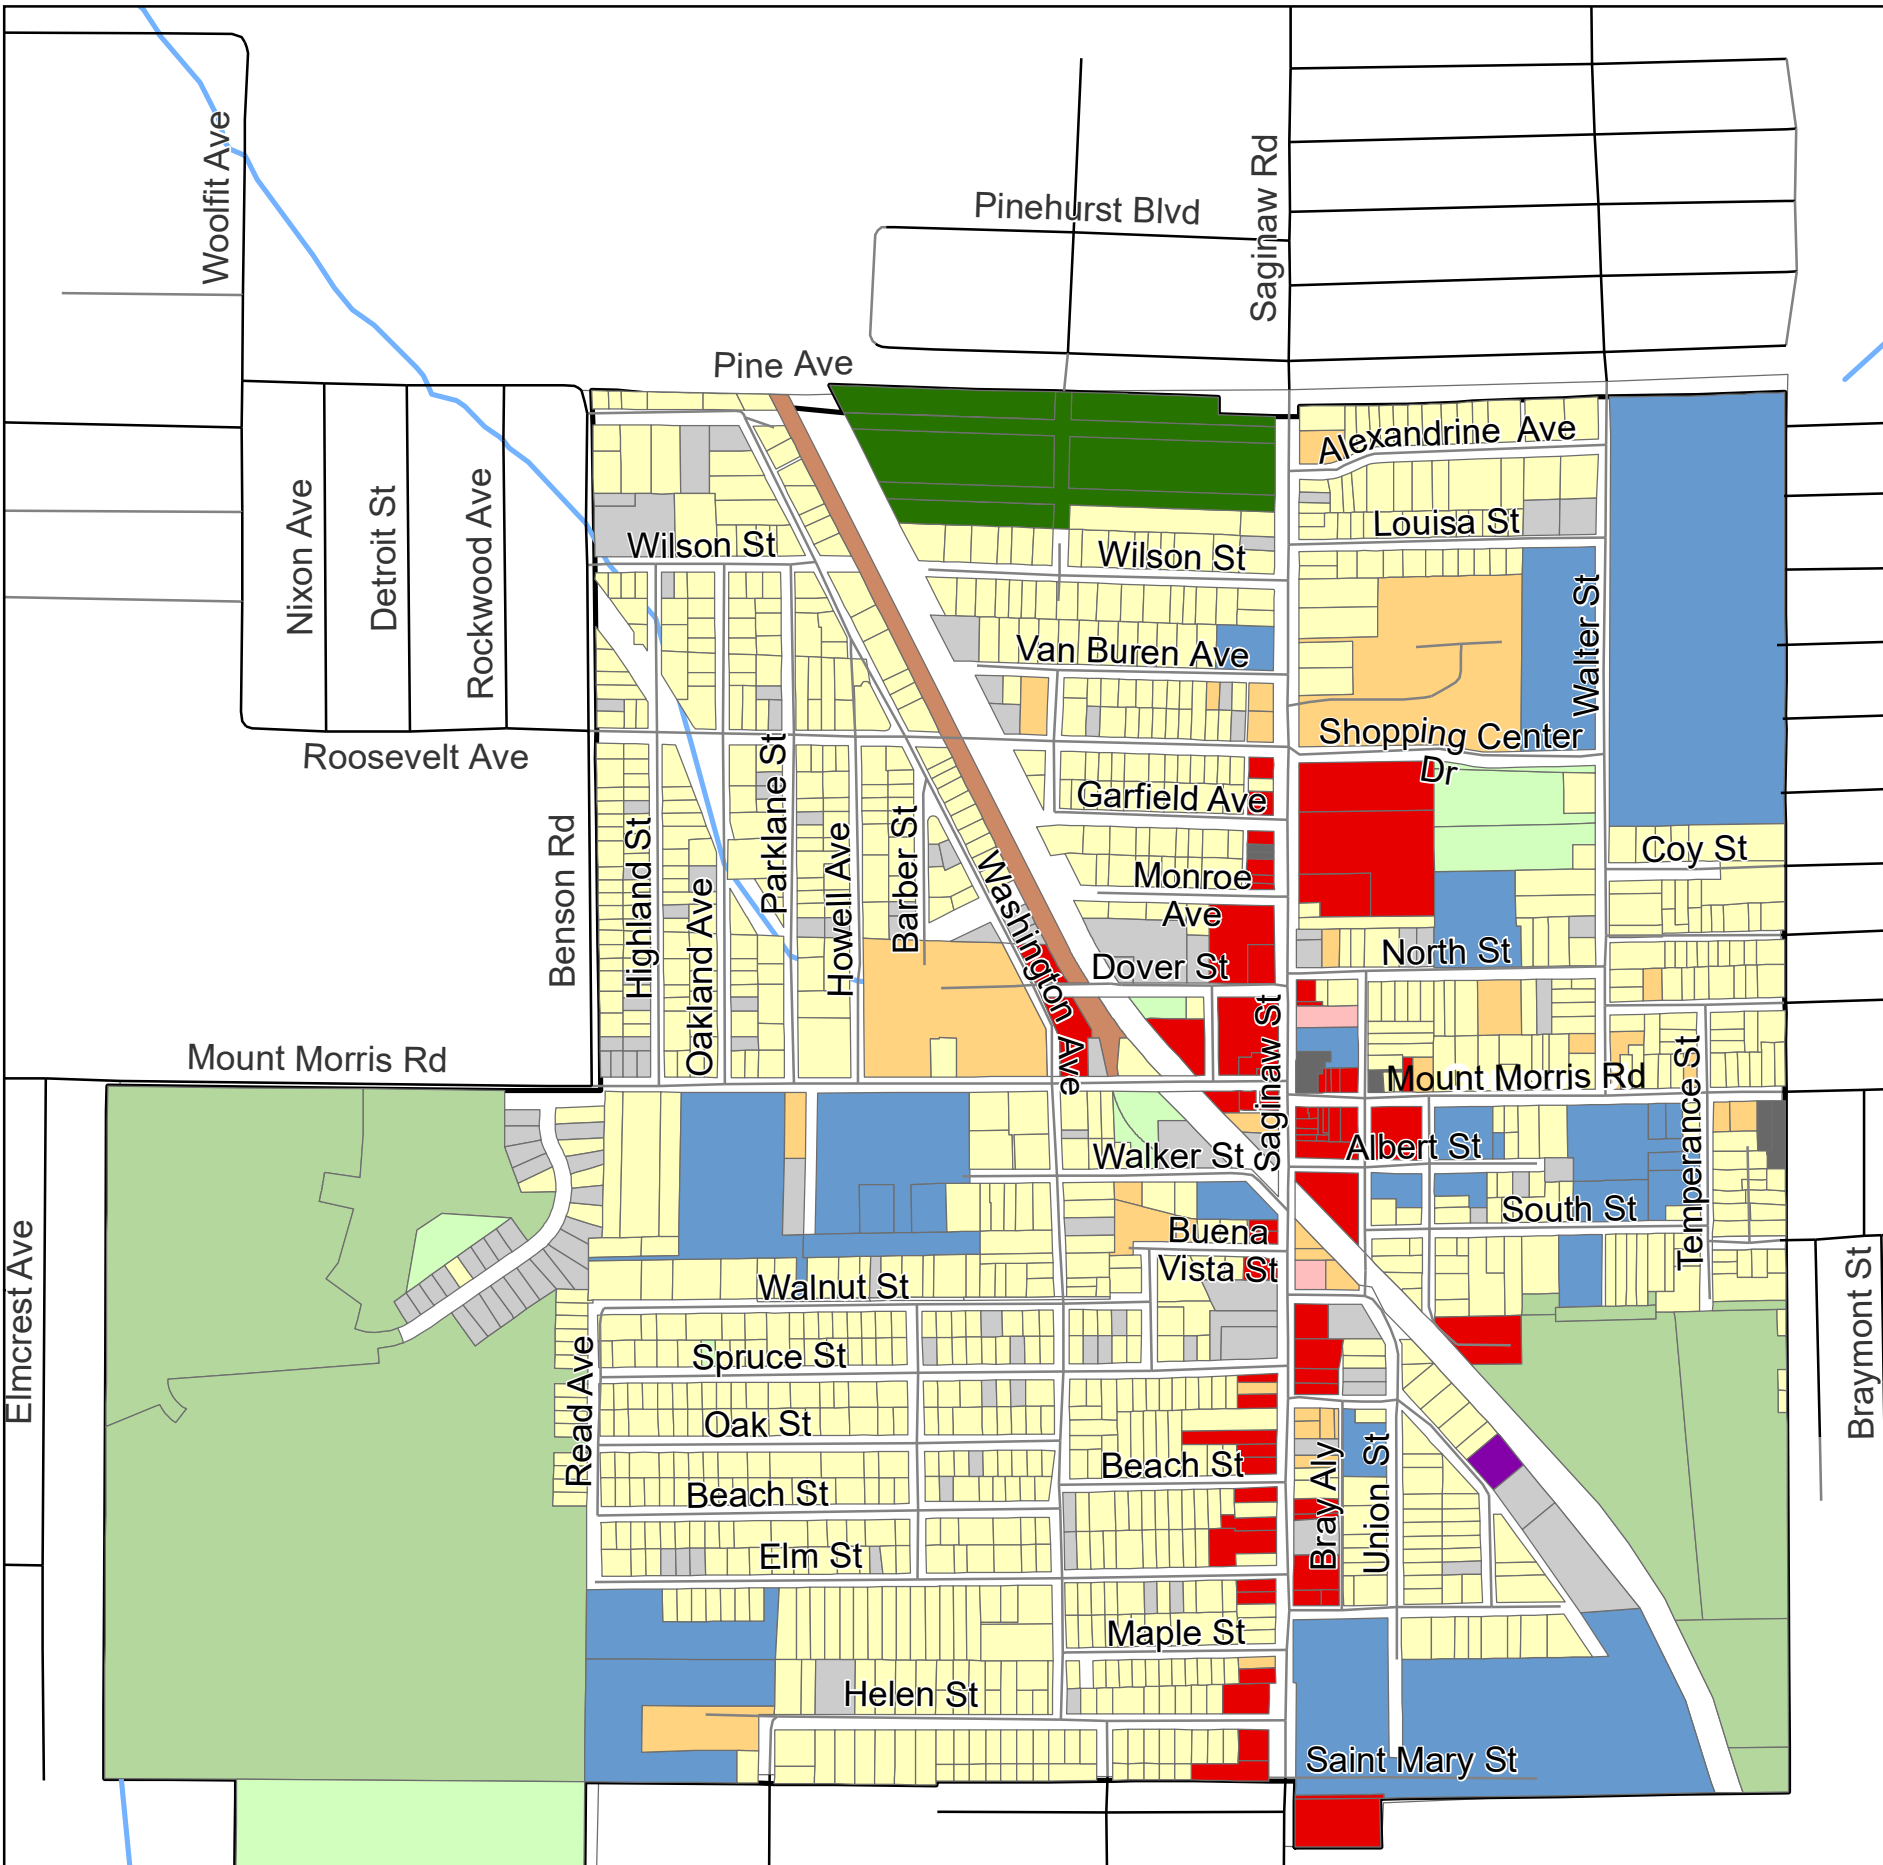 Woolfit Ave
Saginaw Rd
Pinehurst Blvd
Pine Ave
Alexandrine Ave
Louisa St
Wilson St
Wilson St
Nixon Ave
Detroit St
Rockwood Ave
Van Buren Ave
Walter St
Roosevelt Ave
Shopping Center
Dr
Garfield Ave
Parklane St
Benson Rd
Highland St
Oakland Ave
Howell Ave
Barber St
Washington Ave
Monroe
Ave
Coy St
North St
Dover St
Saginaw St
Mount Morris Rd
Mount Morris Rd
Temperance St
Albert St
Walker St
South St
Buena
Vista St
Walnut St
Elmcrest Ave
Braymont St
Read Ave
Spruce St
Oak St
Beach St
Beach St
Bray Aly
Union St
Elm St
Maple St
Helen St
Saint Mary St